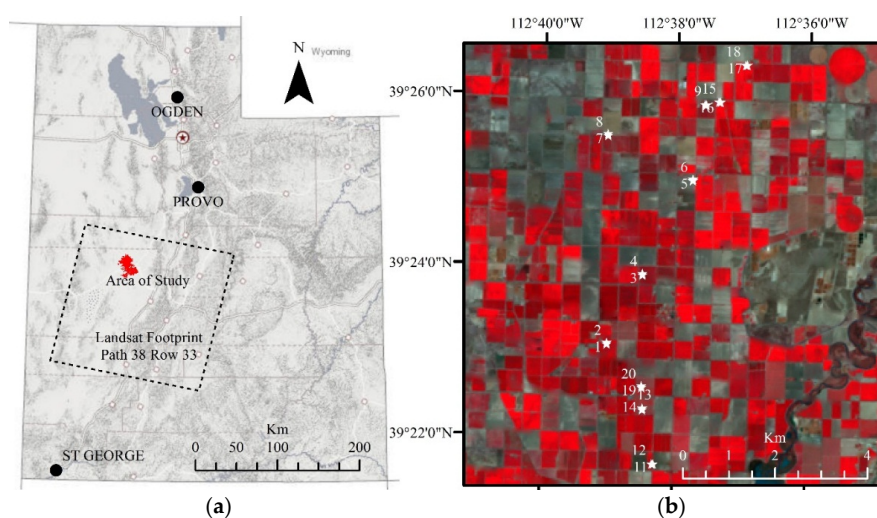 N
Wyoming
OGDEN
PROVO
Area of Study
Landsat Footprint
Path 38 Row 33
Km
0 50 100 200
ST GEORGE
(a)
112°40'0"W 112°38'0"W 112°36'0"W
39°26'0"N
39°24'0"N
39°22'0"N
18
17
9 15
8
7
6
5
4
3
2
1
20
19 13
14
12
11
Km
0 1 2 4
(b)